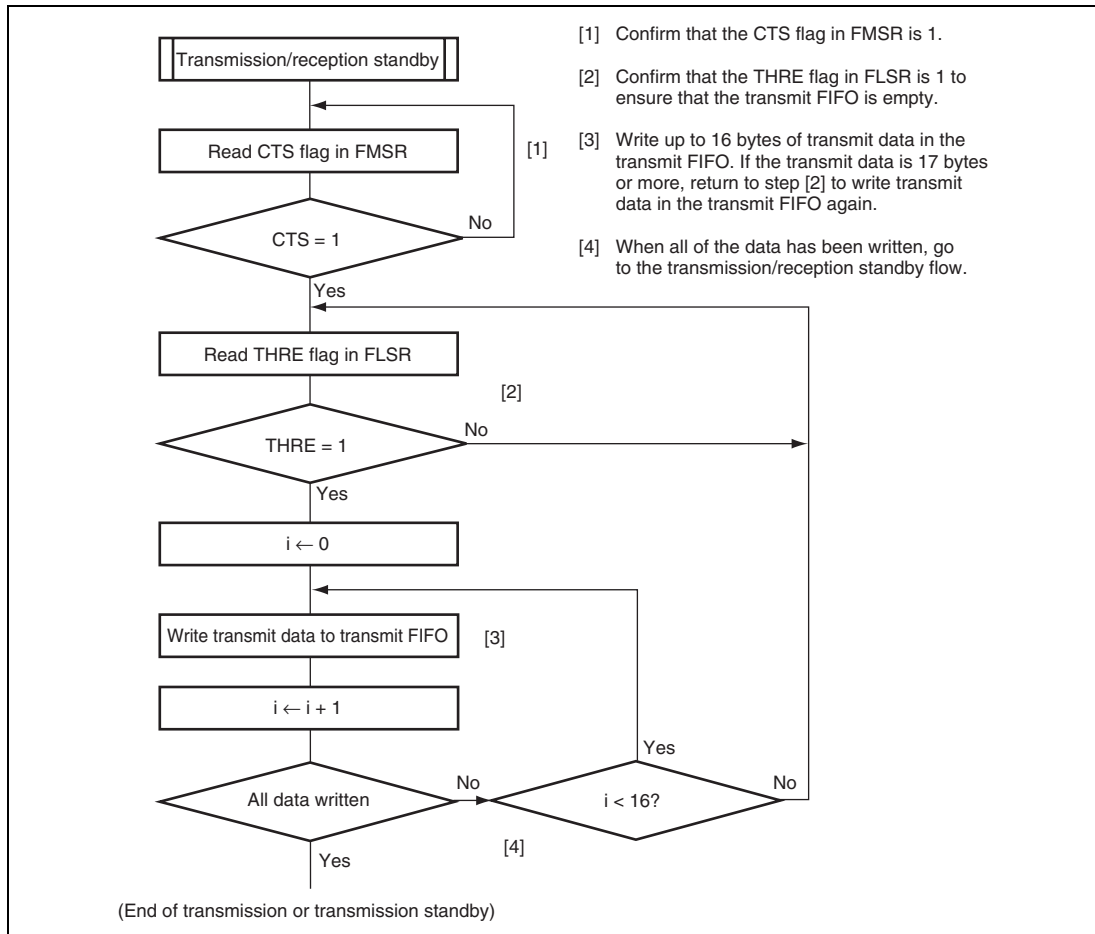 Transmission/reception standby
Read CTS flag in FMSR
[1]
CTS = 1
No
Yes
Read THRE flag in FLSR
[2]
THRE = 1
No
Yes
i ← 0
Write transmit data to transmit FIFO
[3]
i ← i + 1
Yes
All data written
No
i < 16?
No
[4]
Yes
(End of transmission or transmission standby)
[1] Confirm that the CTS flag in FMSR is 1.
[2] Confirm that the THRE flag in FLSR is 1 to
ensure that the transmit FIFO is empty.
[3] Write up to 16 bytes of transmit data in the
transmit FIFO. If the transmit data is 17 bytes
or more, return to step [2] to write transmit
data in the transmit FIFO again.
[4] When all of the data has been written, go
to the transmission/reception standby flow.